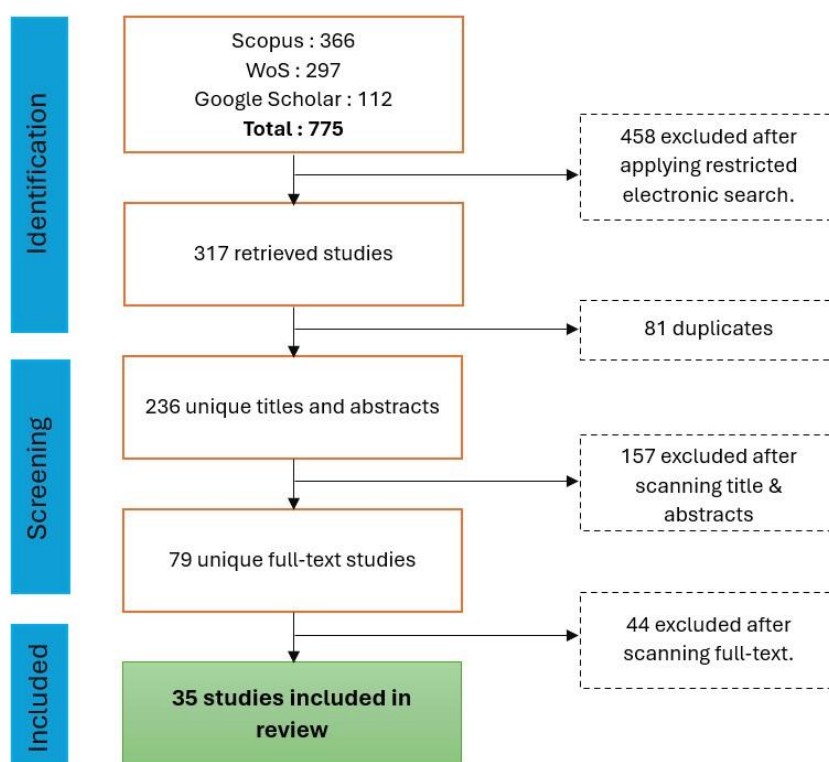 Identification
Scopus : 366
WoS : 297
Google Scholar : 112
Total : 775
458 excluded after
applying restricted
electronic search.
317 retrieved studies
81 duplicates
Screening
236 unique titles and abstracts
157 excluded after
scanning title &
abstracts
79 unique full-text studies
44 excluded after
scanning full-text.
Included
35 studies included in
review